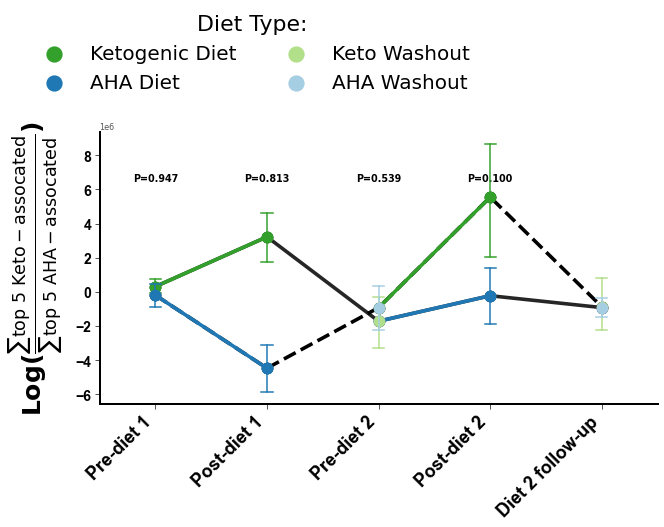 Diet Type:
Ketogenic Diet
Keto Washout
AHA Diet
AHA Washout
1e6
Log(∑top 5 Keto − assocated / ∑top 5 AHA − assocated)
8
6
4
2
0
−2
−4
−6
P=0.947
P=0.813
P=0.539
P=0.100
Pre-diet 1
Post-diet 1
Pre-diet 2
Post-diet 2
Diet 2 follow-up